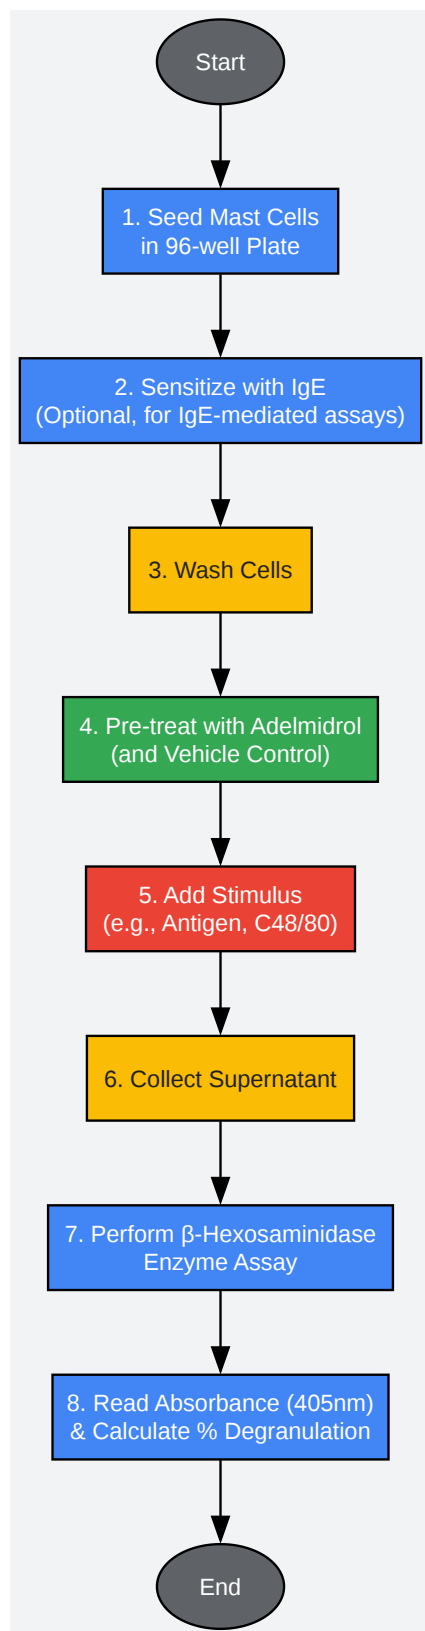 Start
1. Seed Mast Cells
in 96-well Plate
2. Sensitize with IgE
(Optional, for IgE-mediated assays)
3. Wash Cells
4. Pre-treat with Adelmidrol
(and Vehicle Control)
5. Add Stimulus
(e.g., Antigen, C48/80)
6. Collect Supernatant
7. Perform β-Hexosaminidase
Enzyme Assay
8. Read Absorbance (405nm)
& Calculate % Degranulation
End